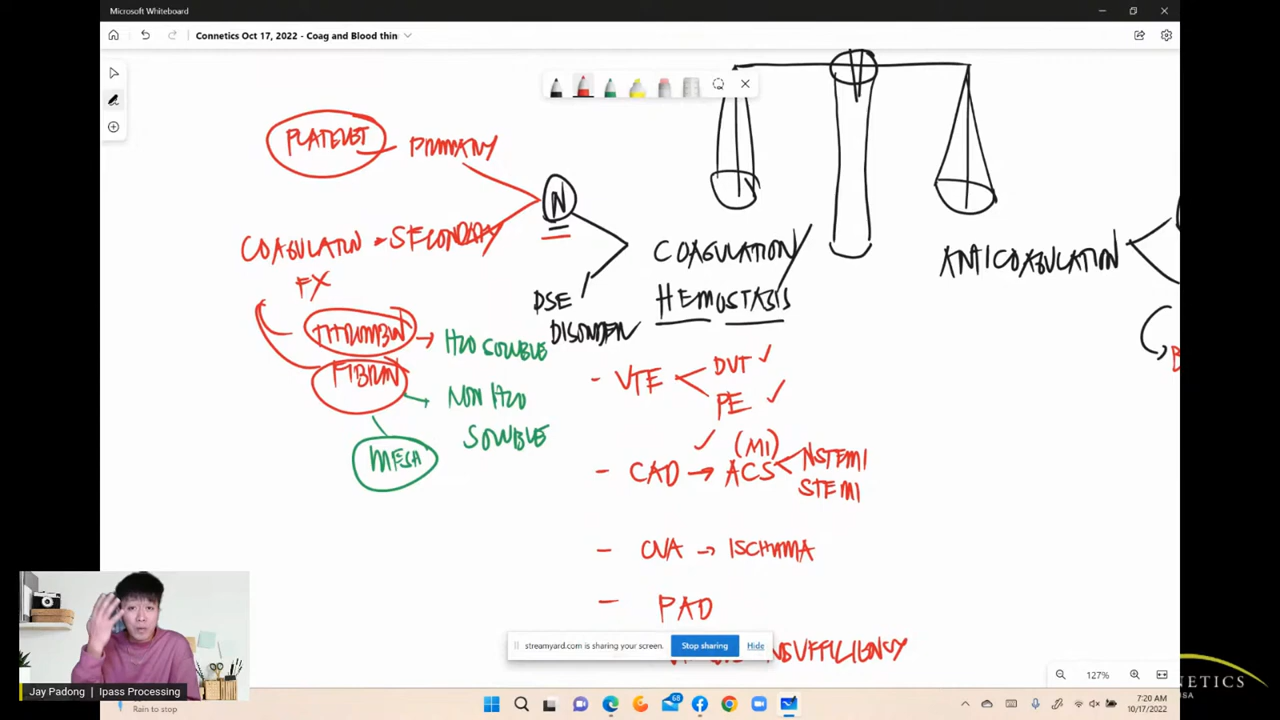 Microsoft Whiteboard
Connetics Oct 17, 2022 - Coag and Blood thin
PLATELET PRIMARY
N
COAGULATION - SECONDARY
FX
COAGULATION
HEMOSTASIS
ANTICOAGULATION
DSE
DISORDER
THROMBIN → H2O SOLUBLE
FIBRIN → NON H2O
SOLUBLE
MESH
- VTE DVT ✓
PE ✓
✓ (MI)
- CAD → ACS NSTEMI
STEMI
- CVA → ISCHEMIA
- PAD
INSUFFICIENCY
streamyard.com is sharing your screen. Stop sharing Hide
Jay Padong | Ipass Processing
127%
NETICS
USA
Rain to stop
68
7:20 AM
10/17/2022